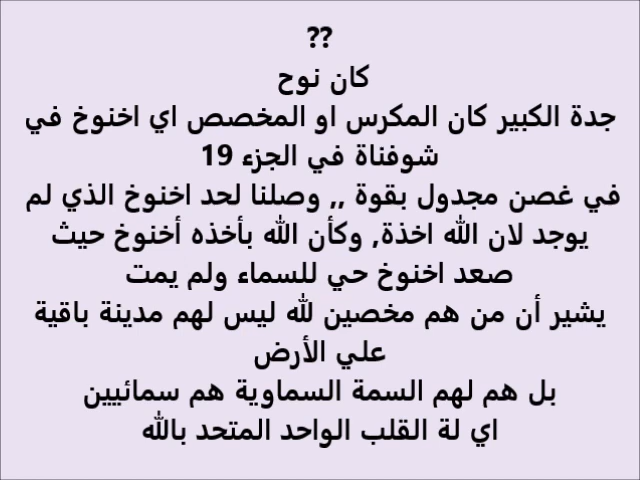 ??
كان نوح
جدة الكبير كان المكرس او المخصص اي اخنوخ في
شوفناة في الجزء 19
في غصن مجدول بقوة ,, وصلنا لحد اخنوخ الذي لم
يوجد لان الله اخذة, وكأن الله بأخذه أخنوخ حيث
صعد اخنوخ حي للسماء ولم يمت
يشير أن من هم مخصين لله ليس لهم مدينة باقية
علي الأرض
بل هم لهم السمة السماوية هم سمائيين
اي لة القلب الواحد المتحد بالله